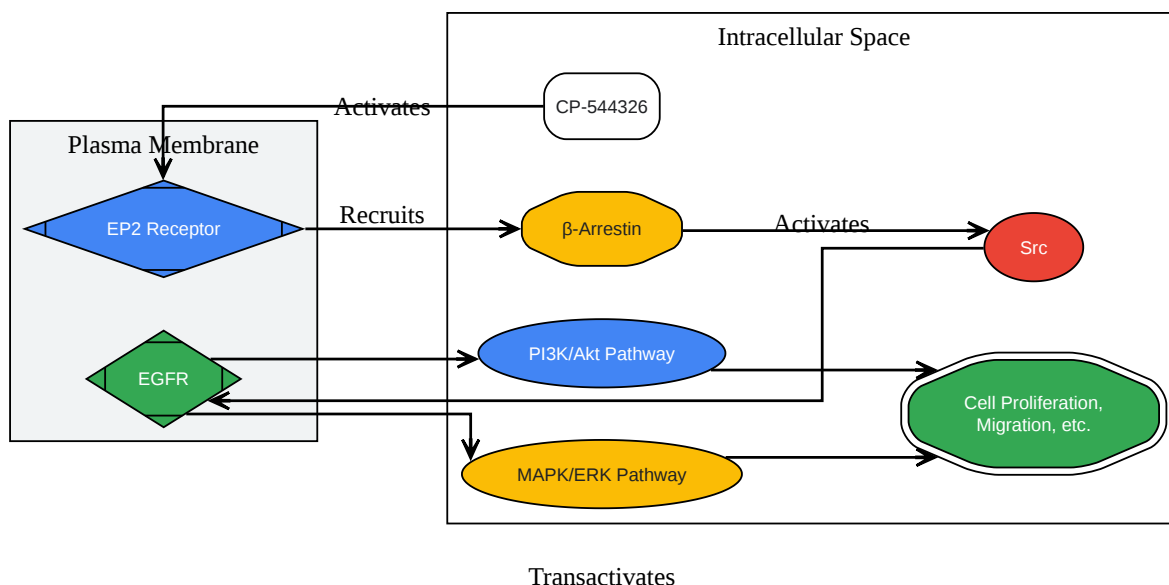 Intracellular Space
CP-544326
Activates
Plasma Membrane
EP2 Receptor
Recruits
β-Arrestin
Activates
Src
EGFR
PI3K/Akt Pathway
Cell Proliferation,
Migration, etc.
MAPK/ERK Pathway
Transactivates